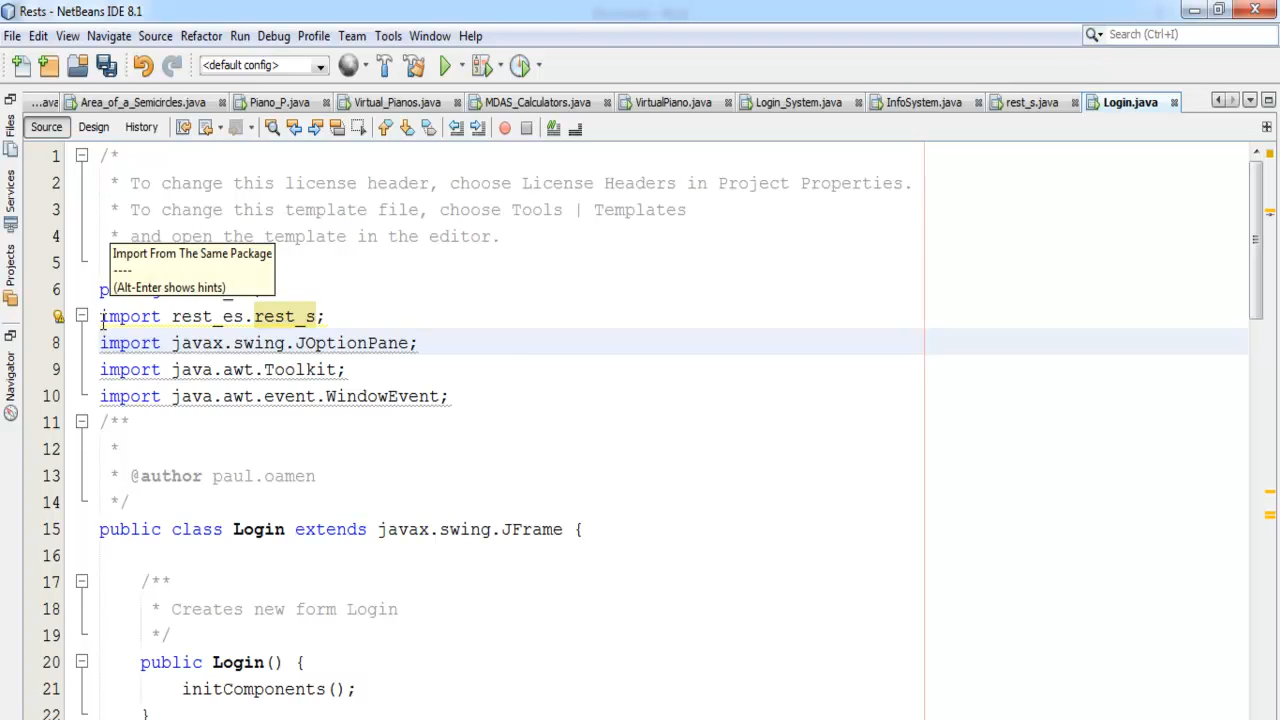 Rests - NetBeans IDE 8.1
File Edit View Navigate Source Refactor Run Debug Profile Team Tools Window Help
Search (Ctrl+I)
<default config>
...ava Area_of_a_Semicirdes.java Piano_P.java Virtual_Pianos.java MDAS_Calculators.java VirtualPiano.java Login_System.java InfoSystem.java rest_s.java Login.java
Source Design History
Files
Services
Projects
Navigator
1 /*
2 * To change this license header, choose License Headers in Project Properties.
3 * To change this template file, choose Tools | Templates
4 * and open the template in the editor.
5
Import From The Same Package
----
(Alt-Enter shows hints)
6
import rest_es.rest_s;
8 import javax.swing.JOptionPane;
9 import java.awt.Toolkit;
10 import java.awt.event.WindowEvent;
11 /**
12 *
13 * @author paul.oamen
14 */
15 public class Login extends javax.swing.JFrame {
16
17 /**
18 * Creates new form Login
19 */
20 public Login() {
21 initComponents();
22 }